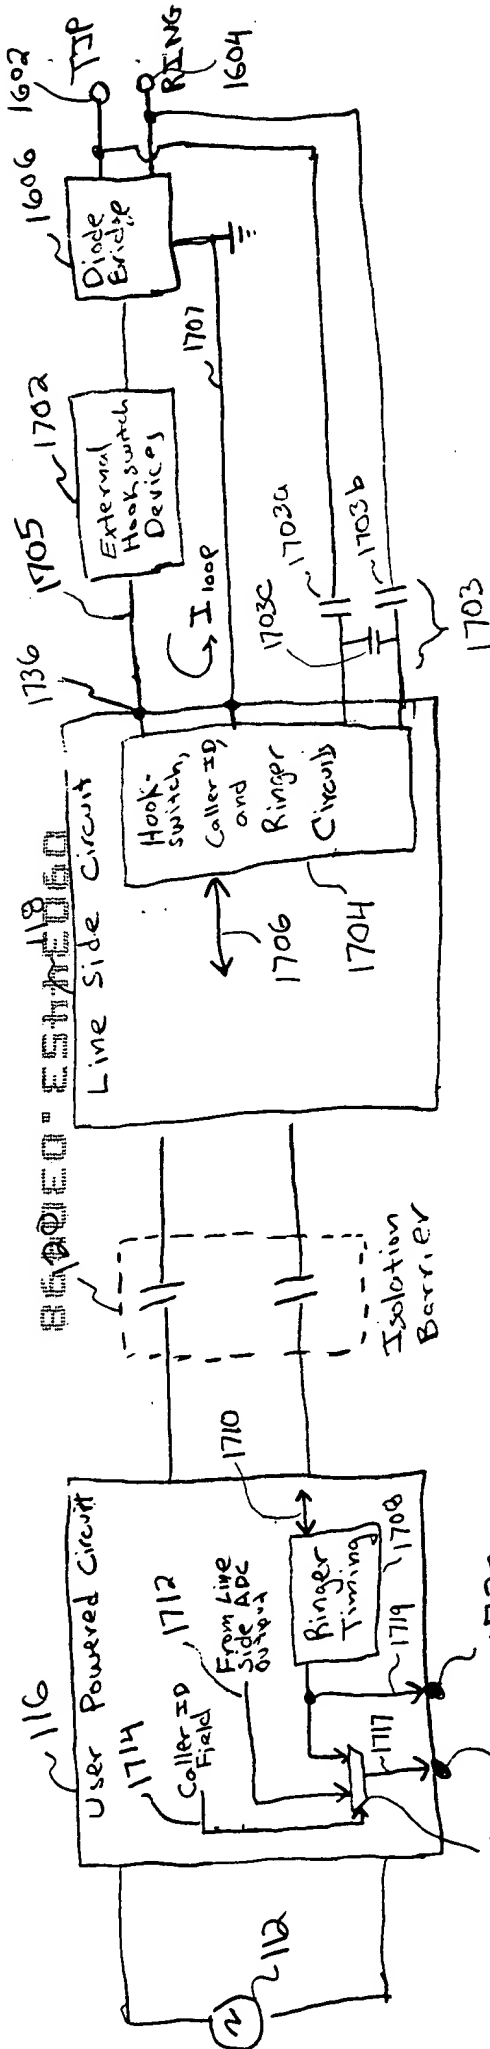 1602
TIP
RING
1604
1606
Diode
Bridge
1707
1702
External
Hookswitch
Devices
1705
1736
I loop
1703c
1703a
1703b
1703
118
Line Side Circuit
Hook-
switch,
Caller ID,
and
Ringer
Circuits
1706
1704
Isolation
Barrier
116
User Powered Circuit
1710
1712
From Line
Side ADC
Output
1714
Caller ID
Field
Ringer
Timing
1708
1719
1717
112